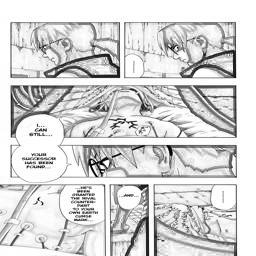 I...
CAN
STILL...
YOUR
SUCCESSOR
HAS BEEN
FOUND...
HE'S
BEEN
GRANTED
THE RIVAL
COUNTER-
PART
TO YOUR
OWN EARTH
CURSE
MARK...
...AND...